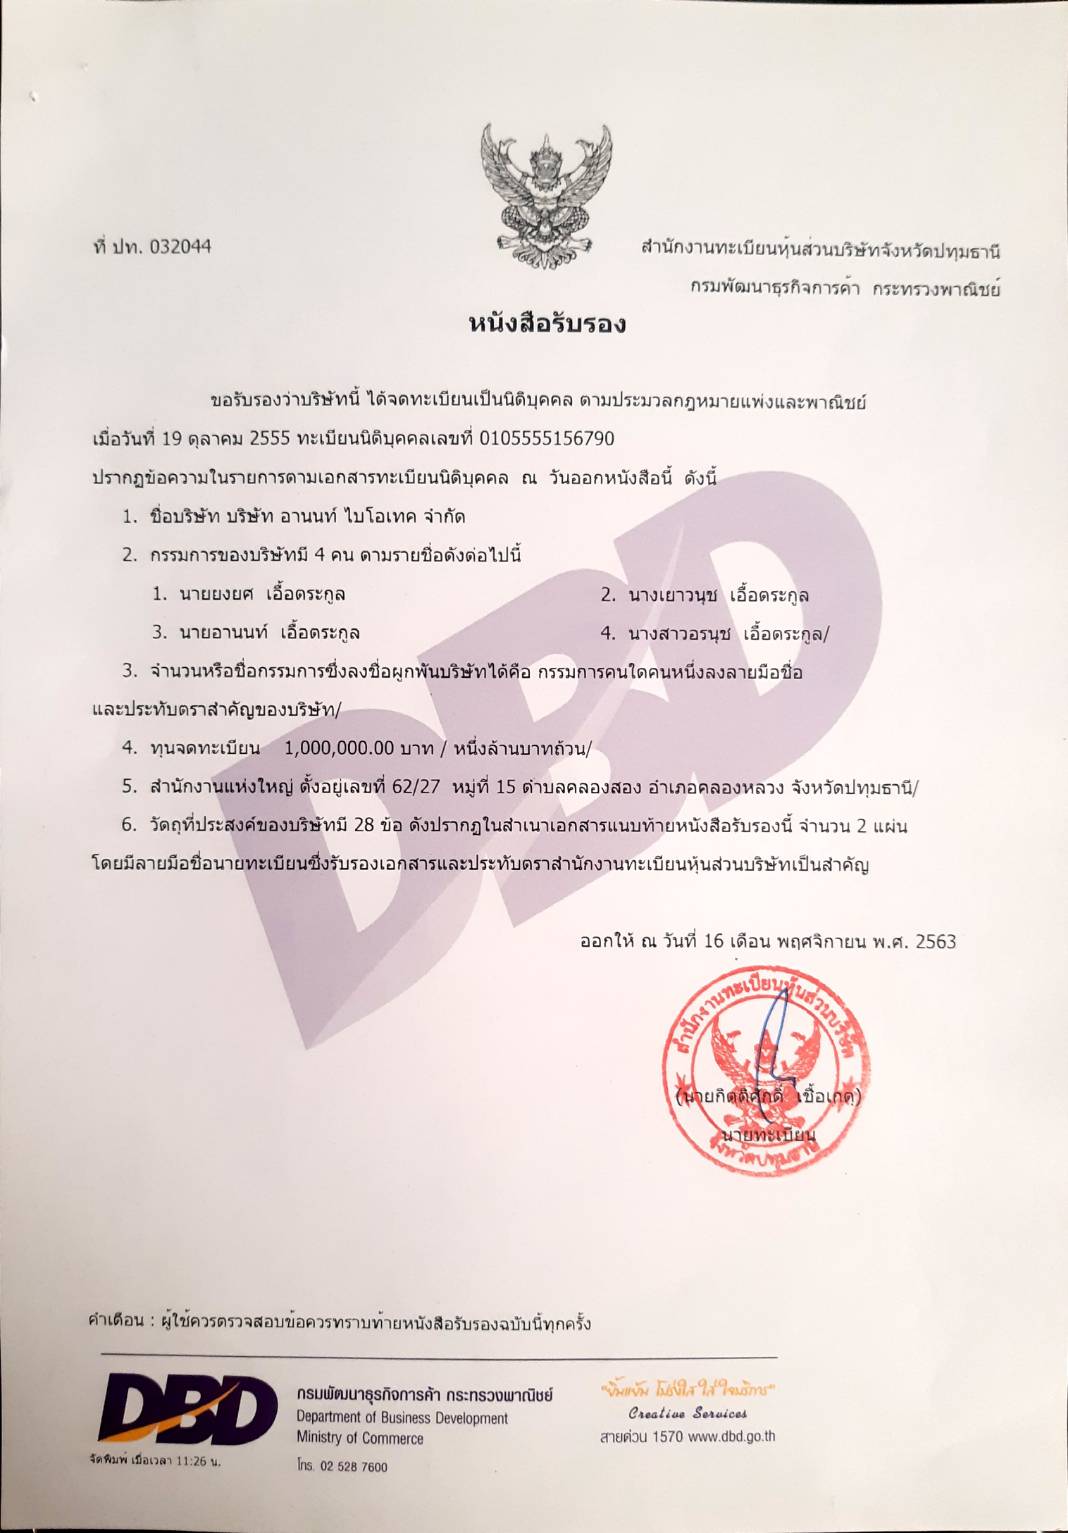 ที่ ปท. 032044
สำนักงานทะเบียนหุ้นส่วนบริษัทจังหวัดปทุมธานี
กรมพัฒนาธุรกิจการค้า กระทรวงพาณิชย์
หนังสือรับรอง
ขอรับรองว่าบริษัทนี้ ได้จดทะเบียนเป็นนิติบุคคล ตามประมวลกฎหมายแพ่งและพาณิชย์
เมื่อวันที่ 19 ตุลาคม 2555 ทะเบียนนิติบุคคลเลขที่ 0105555156790
ปรากฏข้อความในรายการตามเอกสารทะเบียนนิติบุคคล ณ วันออกหนังสือนี้ ดังนี้
1. ชื่อบริษัท บริษัท อานนท์ ไบโอเทค จำกัด
2. กรรมการของบริษัทมี 4 คน ตามรายชื่อดังต่อไปนี้
1. นายยงยศ เอื้อตระกูล 2. นางเยาวนุช เอื้อตระกูล
3. นายอานนท์ เอื้อตระกูล 4. นางสาวอรนุช เอื้อตระกูล/
3. จำนวนหรือชื่อกรรมการซึ่งลงชื่อผูกพันบริษัทได้คือ กรรมการคนใดคนหนึ่งลงลายมือชื่อ
และประทับตราสำคัญของบริษัท/
4. ทุนจดทะเบียน 1,000,000.00 บาท / หนึ่งล้านบาทถ้วน/
5. สำนักงานแห่งใหญ่ ตั้งอยู่เลขที่ 62/27 หมู่ที่ 15 ตำบลคลองสอง อำเภอคลองหลวง จังหวัดปทุมธานี/
6. วัตถุที่ประสงค์ของบริษัทมี 28 ข้อ ดังปรากฏในสำเนาเอกสารแนบท้ายหนังสือรับรองนี้ จำนวน 2 แผ่น
โดยมีลายมือชื่อนายทะเบียนซึ่งรับรองเอกสารและประทับตราสำนักงานทะเบียนหุ้นส่วนบริษัทเป็นสำคัญ
DBD
ออกให้ ณ วันที่ 16 เดือน พฤศจิกายน พ.ศ. 2563
สำนักงานทะเบียนหุ้นส่วนบริษัท
(นายกิตติศักดิ์ เชื้อเกตุ)
นายทะเบียน
จังหวัดปทุมธานี
คำเตือน : ผู้ใช้ควรตรวจสอบข้อควรทราบท้ายหนังสือรับรองฉบับนี้ทุกครั้ง
DBD
กรมพัฒนาธุรกิจการค้า กระทรวงพาณิชย์
Department of Business Development
Ministry of Commerce
โทร. 02 528 7600
"ยิ้มแย้ม โปร่งใส ใส่ใจบริการ"
Creative Services
สายด่วน 1570 www.dbd.go.th
จัดพิมพ์ เมื่อเวลา 11:26 น.